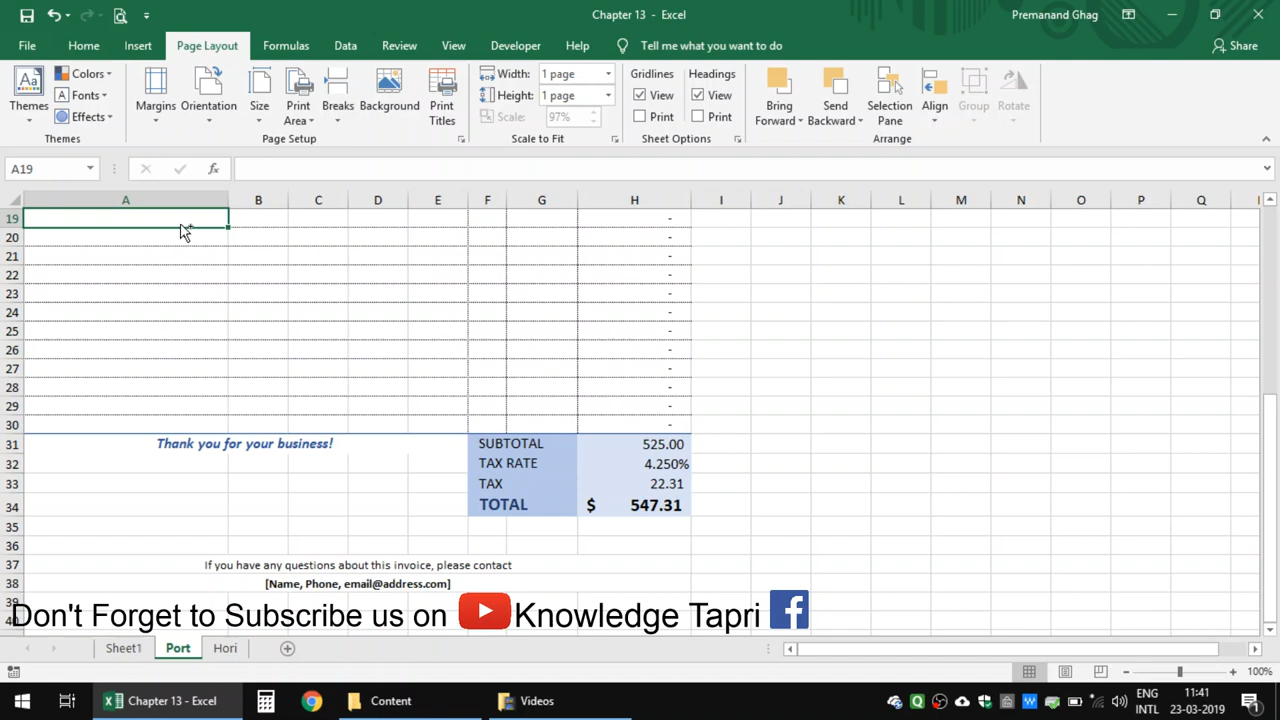 Chapter 13 - Excel
Premanand Ghag
File Home Insert Page Layout Formulas Data Review View Developer Help Tell me what you want to do Share
Themes
Colors
Fonts
Effects
Themes
Margins
Orientation
Size
Print Area
Breaks
Background
Print Titles
Page Setup
Width: 1 page
Height: 1 page
Scale: 97%
Scale to Fit
Gridlines Headings
View View
Print Print
Sheet Options
Bring Forward
Send Backward
Selection Pane
Align
Group
Rotate
Arrange
A19
fx
A B C D E F G H I J K L M N O P Q R
19 -
20 -
21 -
22 -
23 -
24 -
25 -
26 -
27 -
28 -
29 -
30 -
31 Thank you for your business! SUBTOTAL 525.00
32 TAX RATE 4.250%
33 TAX 22.31
34 TOTAL $ 547.31
35
36
37 If you have any questions about this invoice, please contact
38 [Name, Phone, email@address.com]
39
Don't Forget to Subscribe us on Knowledge Tapri
Sheet1 Port Hori
100%
Chapter 13 - Excel
Content
Videos
ENG
INTL
11:41
23-03-2019